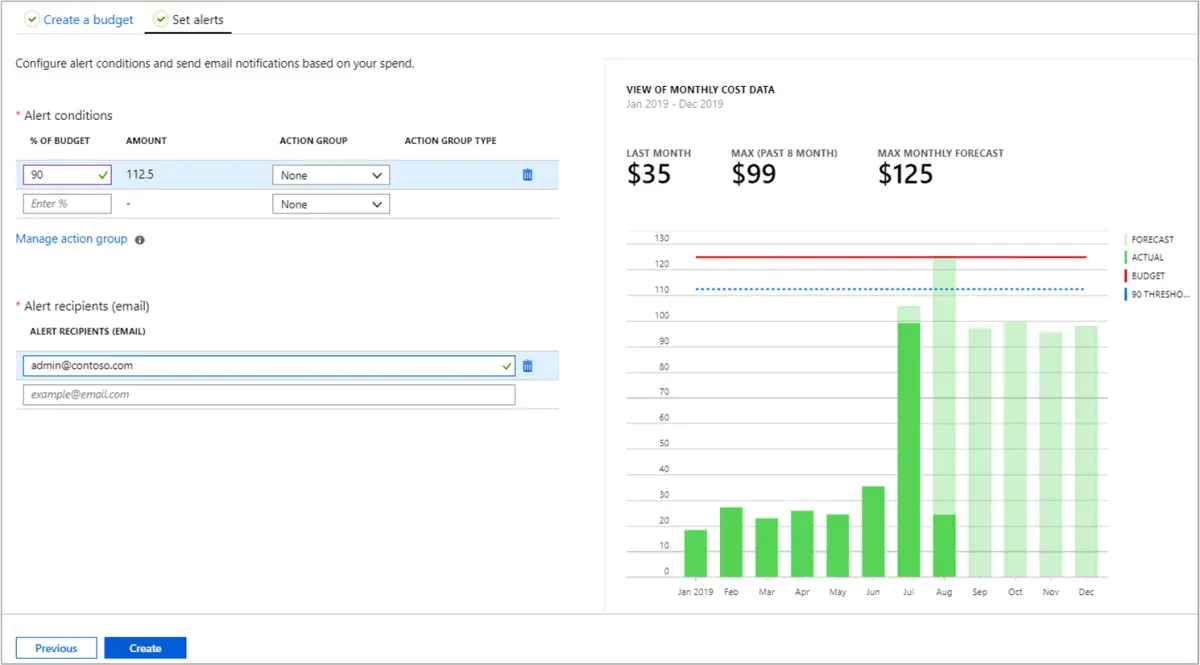 Create a budget Set alerts
Configure alert conditions and send email notifications based on your spend.
* Alert conditions
% OF BUDGET AMOUNT ACTION GROUP ACTION GROUP TYPE
90 112.5 None
Enter % - None
Manage action group
* Alert recipients (email)
ALERT RECIPIENTS (EMAIL)
admin@contoso.com
example@email.com
VIEW OF MONTHLY COST DATA
Jan 2019 - Dec 2019
LAST MONTH MAX (PAST 8 MONTH) MAX MONTHLY FORECAST
$35 $99 $125
130
120
110
100
90
80
70
60
50
40
30
20
10
0
Jan 2019 Feb Mar Apr May Jun Jul Aug Sep Oct Nov Dec
FORECAST
ACTUAL
BUDGET
90 THRESHO...
Previous Create